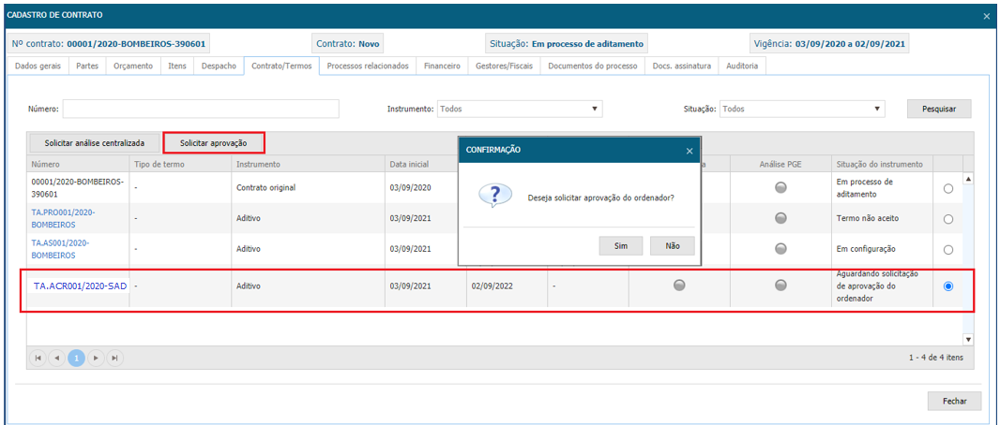 CADASTRO DE CONTRATO
Nº contrato: 00001/2020-BOMBEIROS-390601
Contrato: Novo
Situação: Em processo de aditamento
Vigência: 03/09/2020 a 02/09/2021
Dados gerais Partes Orçamento Itens Despacho Contrato/Termos Processos relacionados Financeiro Gestores/Fiscais Documentos do processo Docs. assinatura Auditoria
Número:
Instrumento: Todos
Situação: Todos
Pesquisar
Solicitar análise centralizada Solicitar aprovação
CONFIRMAÇÃO
Deseja solicitar aprovação do ordenador?
Sim Não
Número Tipo de termo Instrumento Data inicial Análise PGE Situação do instrumento
00001/2020-BOMBEIROS-
390601
- Contrato original 03/09/2020
Em processo de
aditamento
TA.PRO001/2020-
BOMBEIROS
- Aditivo 03/09/2021 Termo não aceito
TA.AS001/2020-
BOMBEIROS
- Aditivo 03/09/2021 Em configuração
TA.ACR001/2020-SAD - Aditivo 03/09/2021 02/09/2022 -
Aguardando solicitação
de aprovação do
ordenador
1
1 - 4 de 4 itens
Fechar